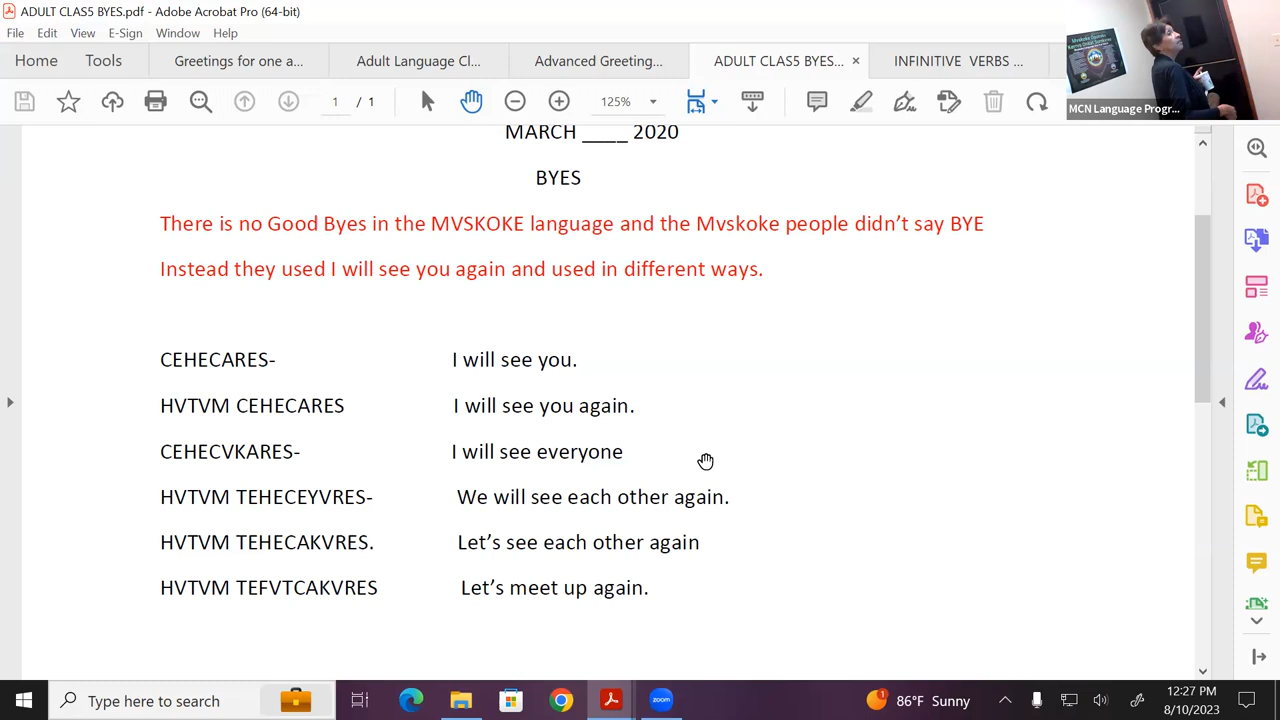 ADULT CLAS5 BYES.pdf - Adobe Acrobat Pro (64-bit)
File Edit View E-Sign Window Help
Home Tools Greetings for one a... Adult Language Cl... Advanced Greeting... ADULT CLAS5 BYES... × INFINITIVE VERBS ...
1 / 1 125%
MCN Language Progr...
MARCH ____ 2020
BYES
There is no Good Byes in the MVSKOKE language and the Mvskoke people didn't say BYE
Instead they used I will see you again and used in different ways.
CEHECARES- I will see you.
HVTVM CEHECARES I will see you again.
CEHECVKARES- I will see everyone
HVTVM TEHECEYVRES- We will see each other again.
HVTVM TEHECAKVRES. Let's see each other again
HVTVM TEFVTCAKVRES Let's meet up again.
Type here to search
zoom
1 86°F Sunny
12:27 PM
8/10/2023